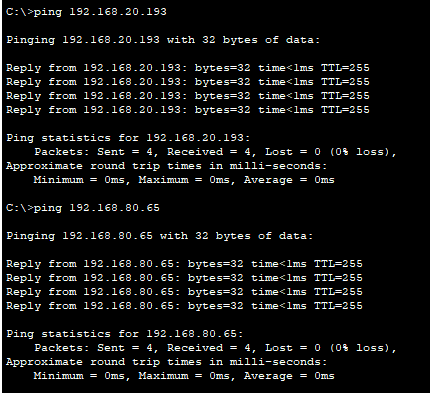 C:\>ping 192.168.20.193
Pinging 192.168.20.193 with 32 bytes of data:
Reply from 192.168.20.193: bytes=32 time<1ms TTL=255
Reply from 192.168.20.193: bytes=32 time<1ms TTL=255
Reply from 192.168.20.193: bytes=32 time<1ms TTL=255
Reply from 192.168.20.193: bytes=32 time<1ms TTL=255
Ping statistics for 192.168.20.193:
    Packets: Sent = 4, Received = 4, Lost = 0 (0% loss),
Approximate round trip times in milli-seconds:
    Minimum = 0ms, Maximum = 0ms, Average = 0ms
C:\>ping 192.168.80.65
Pinging 192.168.80.65 with 32 bytes of data:
Reply from 192.168.80.65: bytes=32 time<1ms TTL=255
Reply from 192.168.80.65: bytes=32 time<1ms TTL=255
Reply from 192.168.80.65: bytes=32 time<1ms TTL=255
Reply from 192.168.80.65: bytes=32 time<1ms TTL=255
Ping statistics for 192.168.80.65:
    Packets: Sent = 4, Received = 4, Lost = 0 (0% loss),
Approximate round trip times in milli-seconds:
    Minimum = 0ms, Maximum = 0ms, Average = 0ms